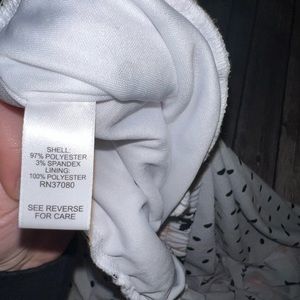 SHELL:
97% POLYESTER
3% SPANDEX
LINING:
100% POLYESTER
RN37080
SEE REVERSE
FOR CARE